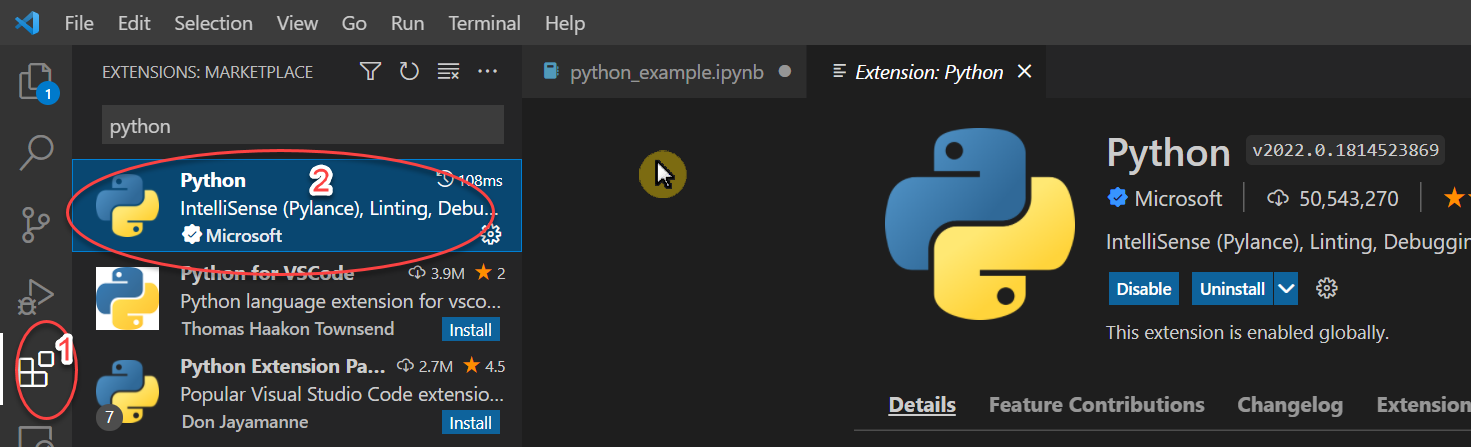 File Edit Selection View Go Run Terminal Help
1
EXTENSIONS: MARKETPLACE
python
Python 108ms
2
IntelliSense (Pylance), Linting, Debu...
Microsoft
Python for VSCode 3.9M 2
Python language extension for vsco...
Thomas Haakon Townsend Install
1
Python Extension Pa... 2.7M 4.5
Popular Visual Studio Code extensio...
7
Don Jayamanne Install
python_example.ipynb
Extension: Python
Python v2022.0.1814523869
Microsoft 50,543,270
IntelliSense (Pylance), Linting, Debuggin
Disable Uninstall
This extension is enabled globally.
Details Feature Contributions Changelog Extension